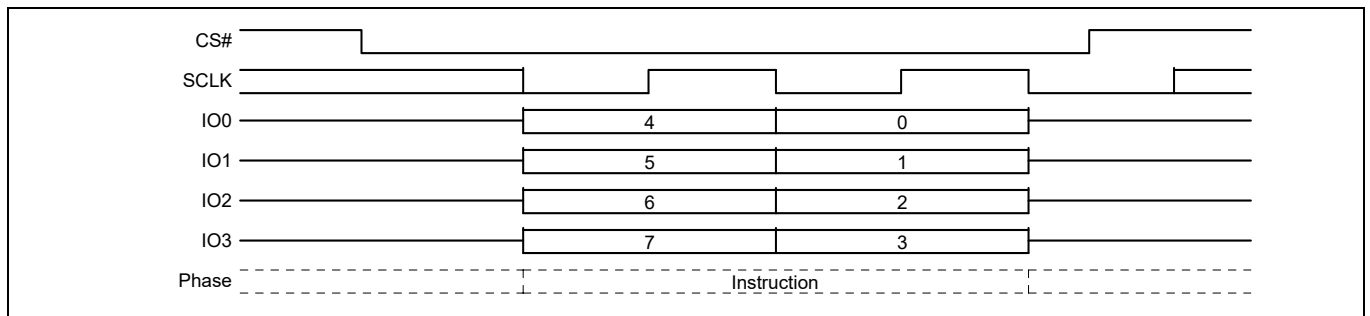 CS#
SCLK
IO0 4 0
IO1 5 1
IO2 6 2
IO3 7 3
Phase Instruction